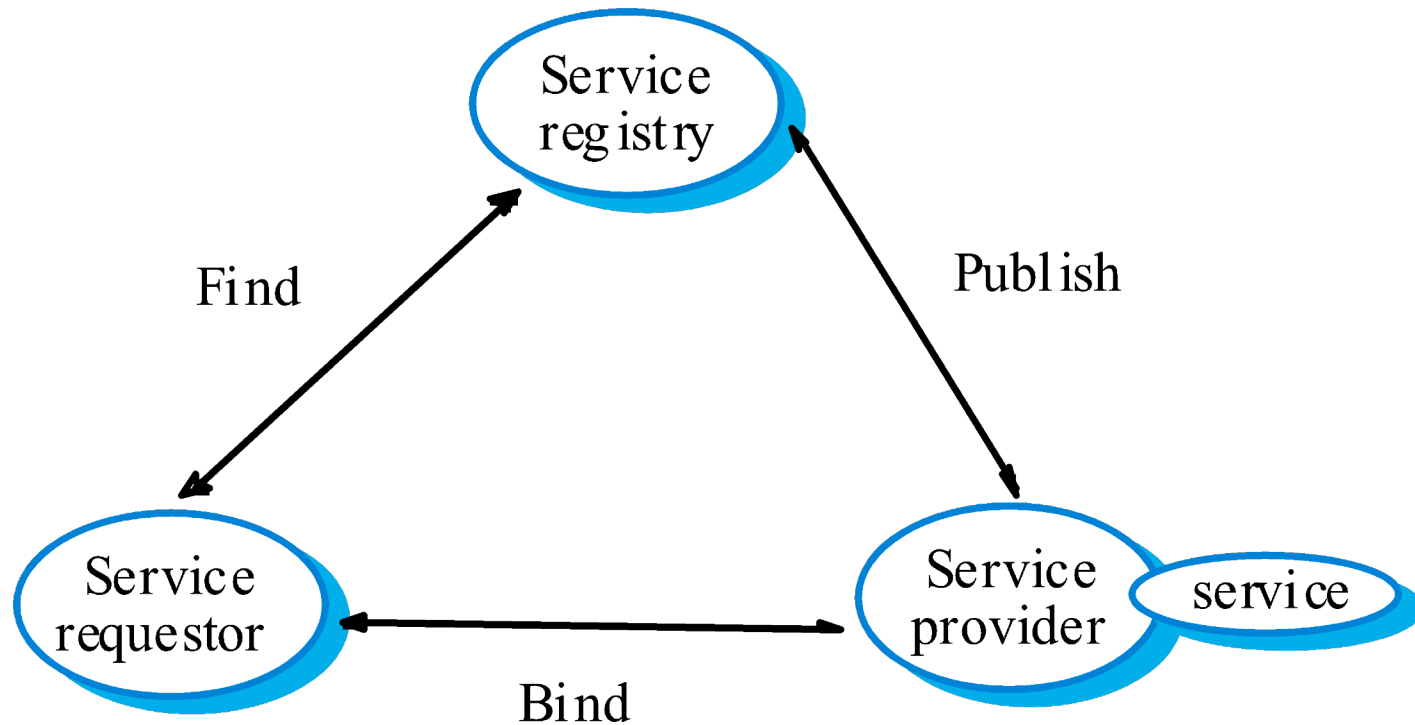 Service
registry
Find
Publish
Service
requestor
Service
provider
service
Bind